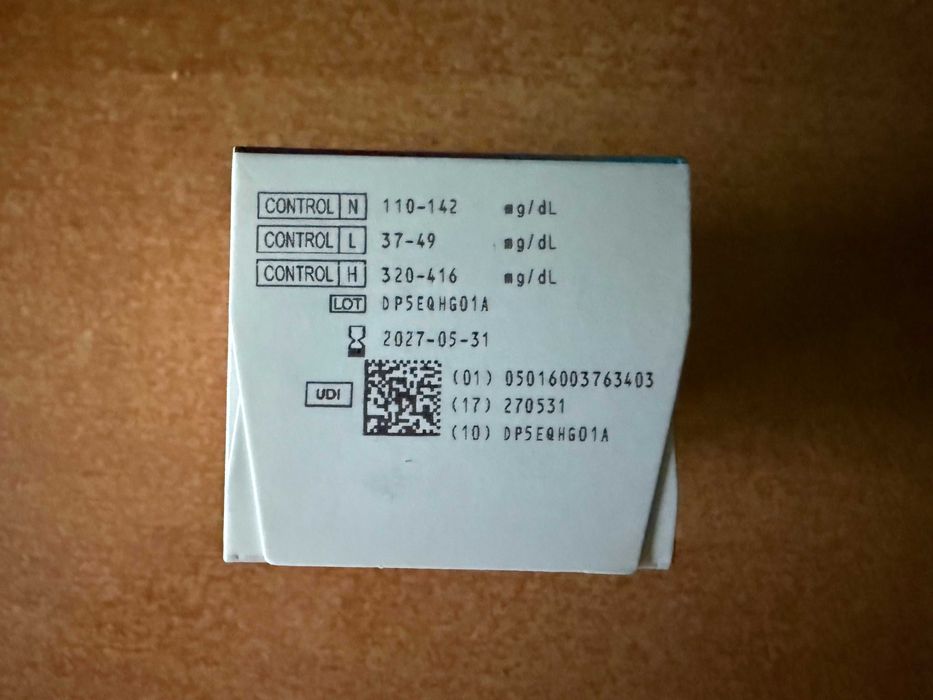 CONTROL N 110-142 mg/dL
CONTROL L 37-49 mg/dL
CONTROL H 320-416 mg/dL
LOT DP5EQHG01A
2027-05-31
UDI (01) 05016003763403
(17) 270531
(10) DP5EQHG01A